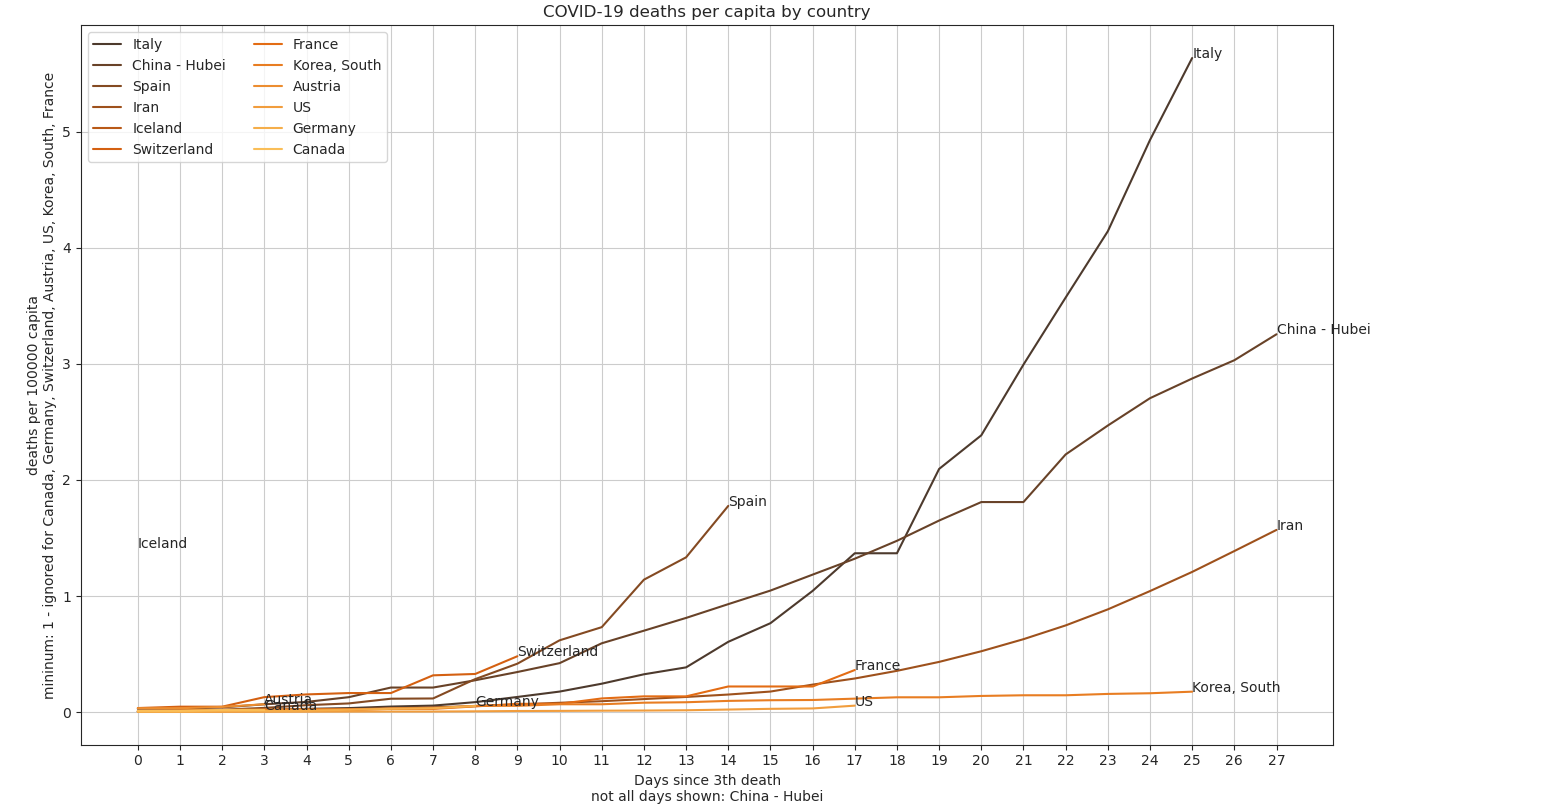 COVID-19 deaths per capita by country
Italy
China - Hubei
Spain
Iran
Iceland
Switzerland
France
Korea, South
Austria
US
Germany
Canada
deaths per 100000 capita
mininum: 1 - ignored for Canada, Germany, Switzerland, Austria, US, Korea, South, France
5
4
3
2
1
0
Italy
China - Hubei
Spain
Iran
Iceland
Switzerland
France
Korea, South
Austria
Canada
Germany
US
0 1 2 3 4 5 6 7 8 9 10 11 12 13 14 15 16 17 18 19 20 21 22 23 24 25 26 27
Days since 3th death
not all days shown: China - Hubei